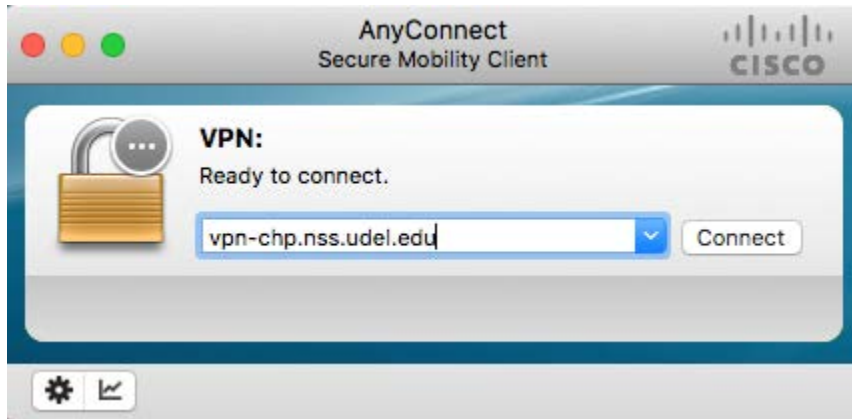 AnyConnect
Secure Mobility Client
CISCO
VPN:
Ready to connect.
vpn-chp.nss.udel.edu
Connect